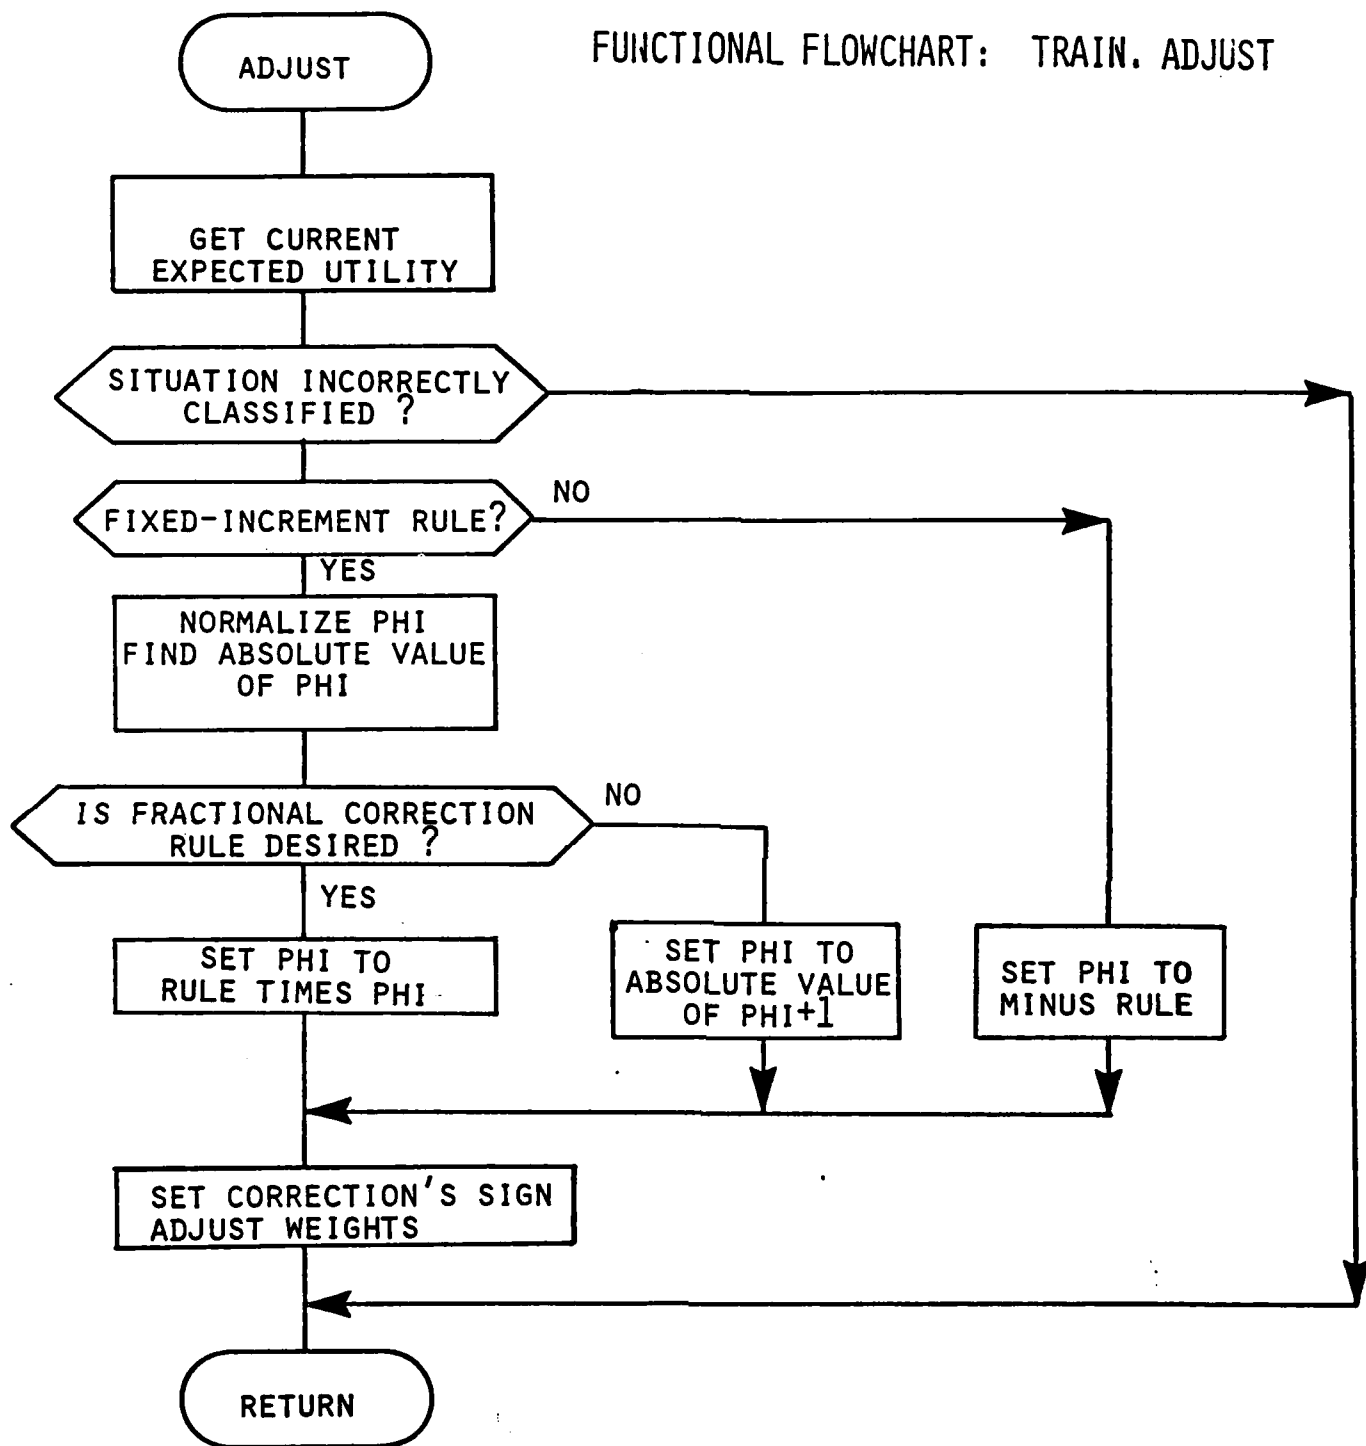 FUNCTIONAL FLOWCHART: TRAIN. ADJUST
ADJUST
GET CURRENT
EXPECTED UTILITY
SITUATION INCORRECTLY
CLASSIFIED ?
FIXED-INCREMENT RULE?
NO
YES
NORMALIZE PHI
FIND ABSOLUTE VALUE
OF PHI
IS FRACTIONAL CORRECTION
RULE DESIRED ?
NO
YES
SET PHI TO
RULE TIMES PHI
SET PHI TO
ABSOLUTE VALUE
OF PHI+1
SET PHI TO
MINUS RULE
SET CORRECTION'S SIGN
ADJUST WEIGHTS
RETURN